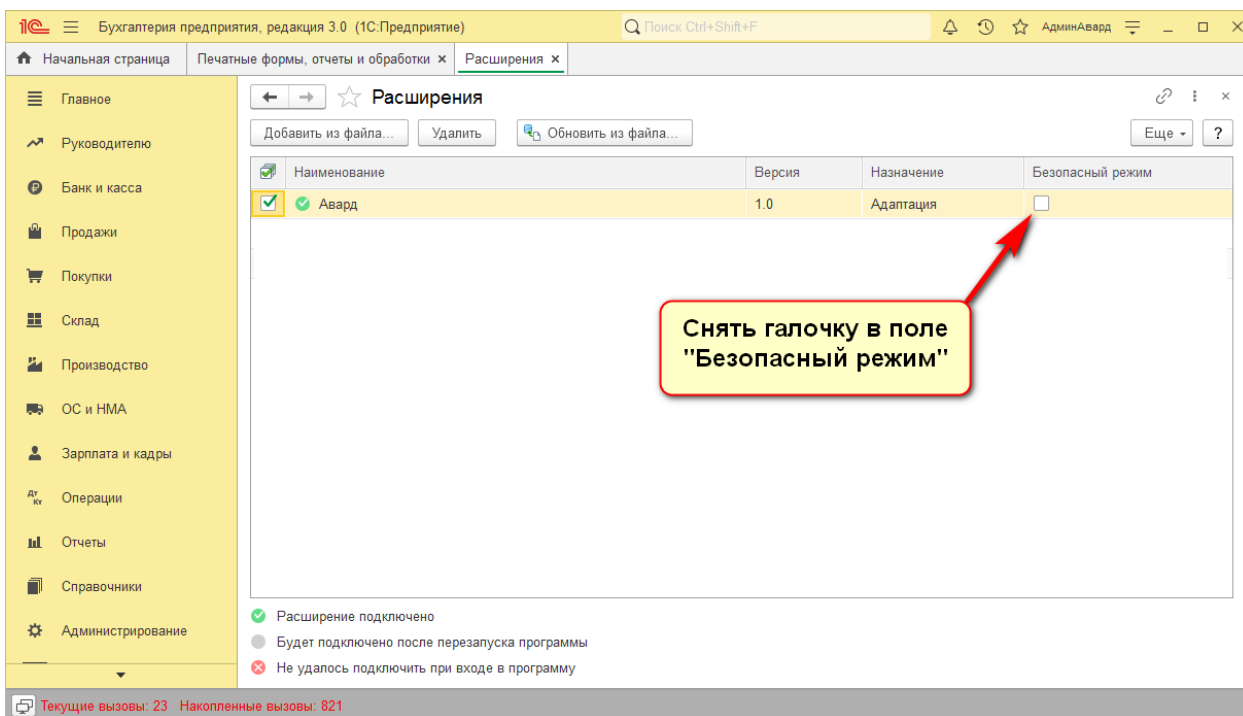 1С Бухгалтерия предприятия, редакция 3.0 (1С:Предприятие) Поиск Ctrl+Shift+F АдминАвард
Начальная страница Печатные формы, отчеты и обработки × Расширения ×
Главное
Руководителю
Банк и касса
Продажи
Покупки
Склад
Производство
ОС и НМА
Зарплата и кадры
Дт Кт Операции
Отчеты
Справочники
Администрирование
Расширения
Добавить из файла... Удалить Обновить из файла... Еще ?
Наименование Версия Назначение Безопасный режим
Авард 1.0 Адаптация
Снять галочку в поле
"Безопасный режим"
Расширение подключено
Будет подключено после перезапуска программы
Не удалось подключить при входе в программу
Текущие вызовы: 23 Накопленные вызовы: 821